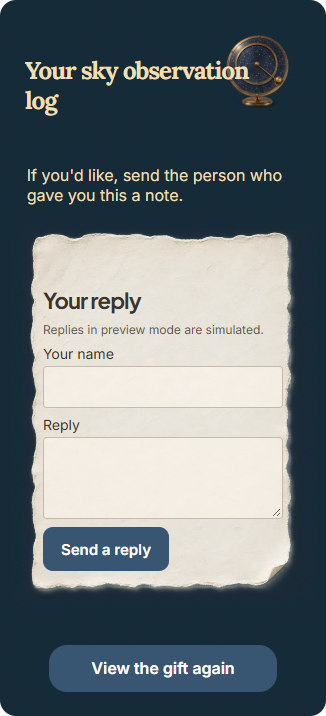 Your sky observation
log
If you'd like, send the person who
gave you this a note.
Your reply
Replies in preview mode are simulated.
Your name
Reply
Send a reply
View the gift again